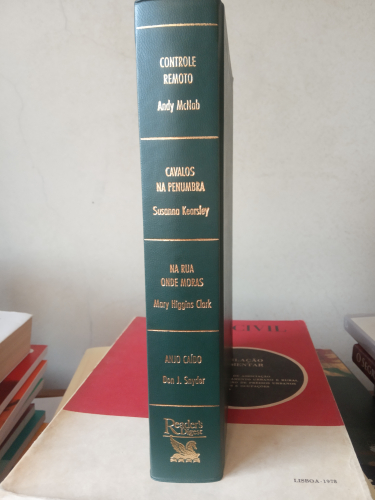 CONTROLE
REMOTO
Andy McNab
CAVALOS
NA PENUMBRA
Susanna Kearsley
NA RUA
ONDE MORAS
Mary Higgins Clark
ANJO CAÍDO
Don J. Snyder
Reader's
Digest
CIVIL
LISBOA - 1978